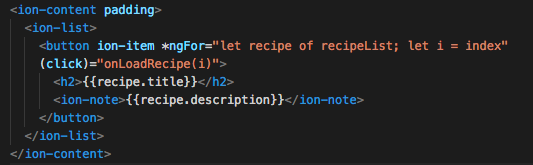 <ion-content padding>
<ion-list>
<button ion-item *ngFor="let recipe of recipeList; let i = index"
(click)="onLoadRecipe(i)">
<h2>{{recipe.title}}</h2>
<ion-note>{{recipe.description}}</ion-note>
</button>
</ion-list>
</ion-content>